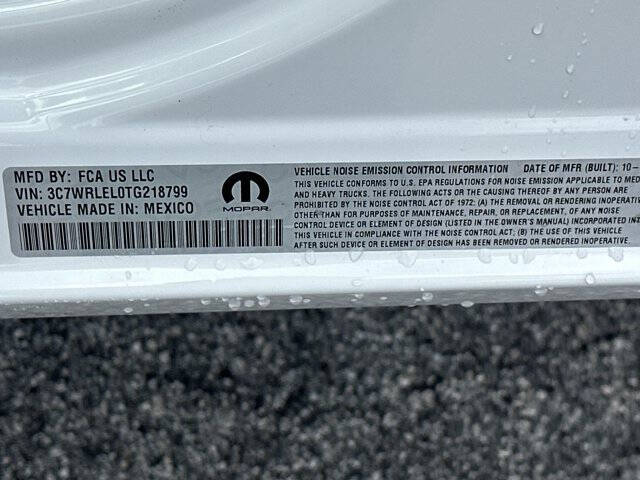 MFD BY: FCA US LLC
VIN: 3C7WRLEL0TG218799
VEHICLE MADE IN: MEXICO
MOPAR
VEHICLE NOISE EMISSION CONTROL INFORMATION DATE OF MFR (BUILT): 10-
THIS VEHICLE CONFORMS TO U.S. EPA REGULATIONS FOR NOISE EMISSION APPLICABLE TO MED
AND HEAVY TRUCKS. THE FOLLOWING ACTS OR THE CAUSING THEREOF BY ANY PERSON ARE
PROHIBITED BY THE NOISE CONTROL ACT OF 1972: (A) THE REMOVAL OR RENDERING INOPERATIVE,
OTHER THAN FOR PURPOSES OF MAINTENANCE, REPAIR, OR REPLACEMENT, OF ANY NOISE
CONTROL DEVICE OR ELEMENT OF DESIGN (LISTED IN THE OWNER'S MANUAL) INCORPORATED IN
THIS VEHICLE IN COMPLIANCE WITH THE NOISE CONTROL ACT; (B) THE USE OF THIS VEHICLE
AFTER SUCH DEVICE OR ELEMENT OF DESIGN HAS BEEN REMOVED OR RENDERED INOPERATIVE.